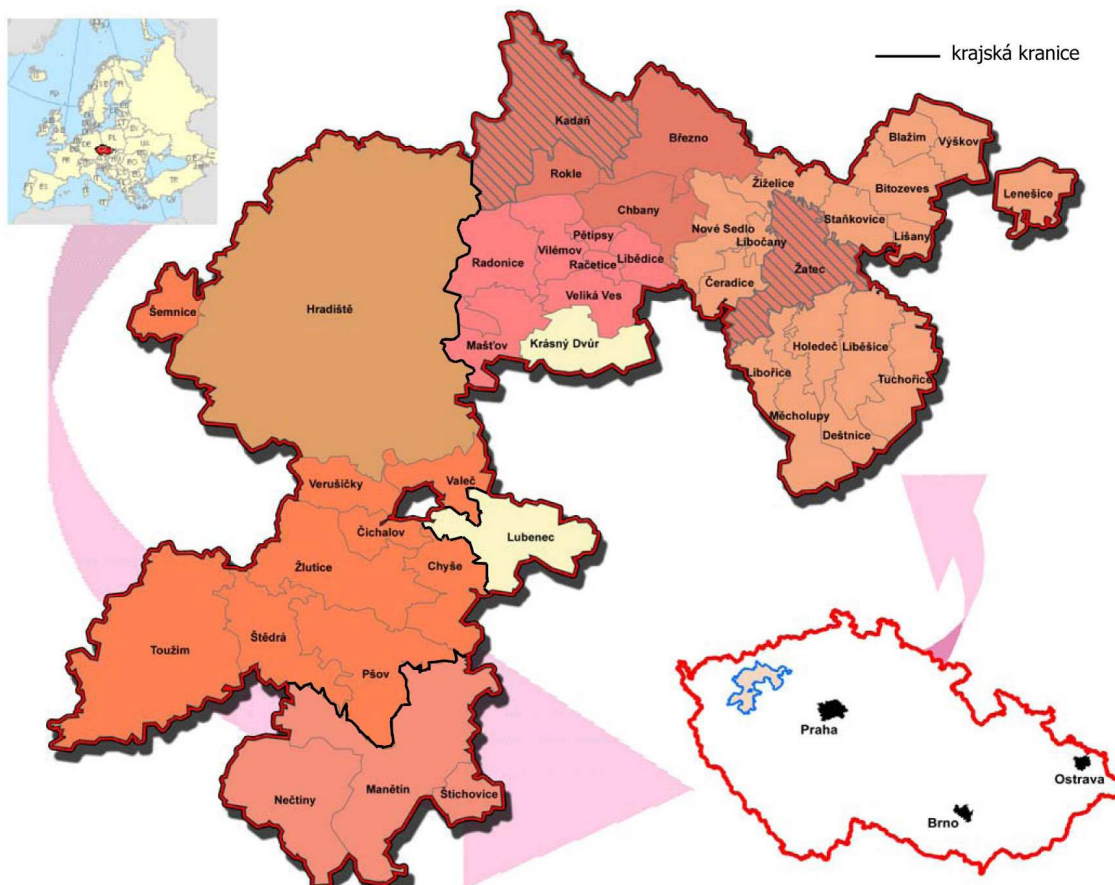 krajská kranice
Kadaň
Březno
Blažim
Výškov
Rokle
Žiželice
Bitozeves
Lenešice
Chbany
Staňkovice
Nové Sedlo
Libočany
Lišany
Pětipsy
Vilémov
Radonice
Račetice
Libědice
Žatec
Čeradice
Veliká Ves
Šemnice
Hradiště
Mašťov
Krásný Dvůr
Holedeč
Liběšice
Libořice
Tuchořice
Měcholupy
Deštnice
Verušičky
Valeč
Čichalov
Lubenec
Žlutice
Chyše
Štědrá
Toužim
Pšov
Manětín
Nečtiny
Štichovice
Praha
Ostrava
Brno